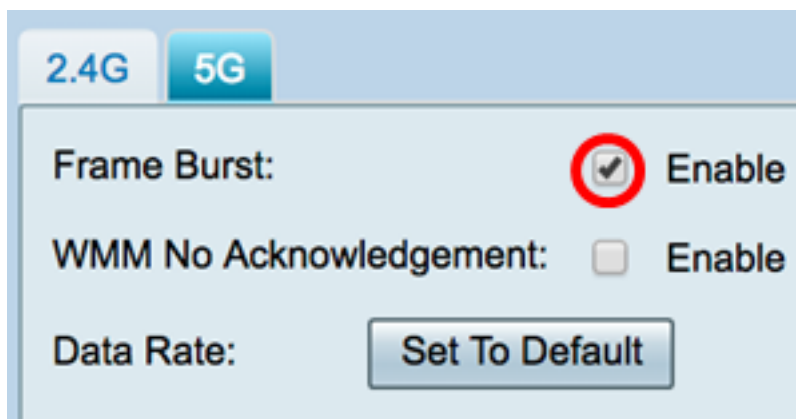 2.4G 5G
Frame Burst: Enable
WMM No Acknowledgement: Enable
Data Rate: Set To Default